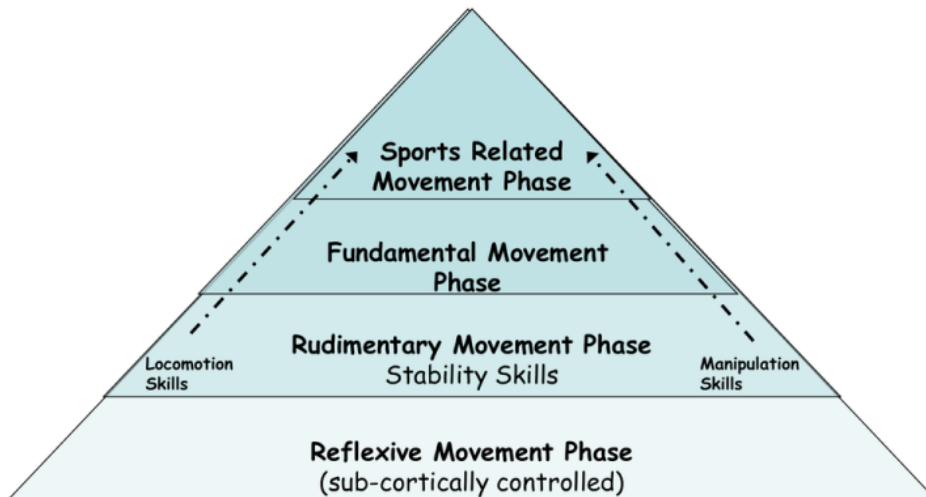 Sports Related
Movement Phase
Fundamental Movement
Phase
Rudimentary Movement Phase
Stability Skills
Locomotion
Skills
Manipulation
Skills
Reflexive Movement Phase
(sub-cortically controlled)